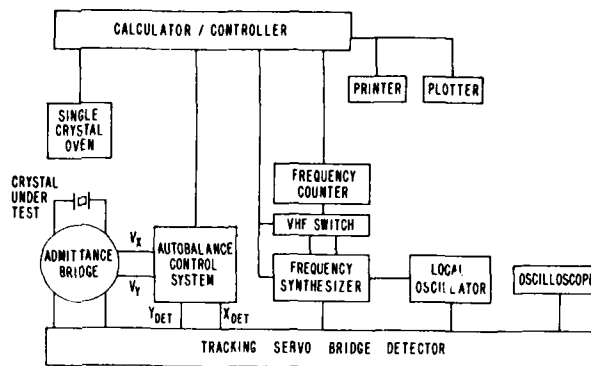 CALCULATOR / CONTROLLER
PRINTER
PLOTTER
SINGLE
CRYSTAL
OVEN
CRYSTAL
UNDER
TEST
FREQUENCY
COUNTER
VHF SWITCH
ADMITTANCE
BRIDGE
VX
VY
AUTOBALANCE
CONTROL
SYSTEM
FREQUENCY
SYNTHESIZER
LOCAL
OSCILLATOR
OSCILLOSCOPE
YDET
XDET
TRACKING SERVO BRIDGE DETECTOR